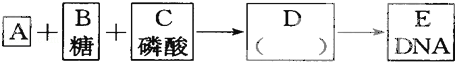 A + B + C → D → E
糖 磷酸 (    ) DNA